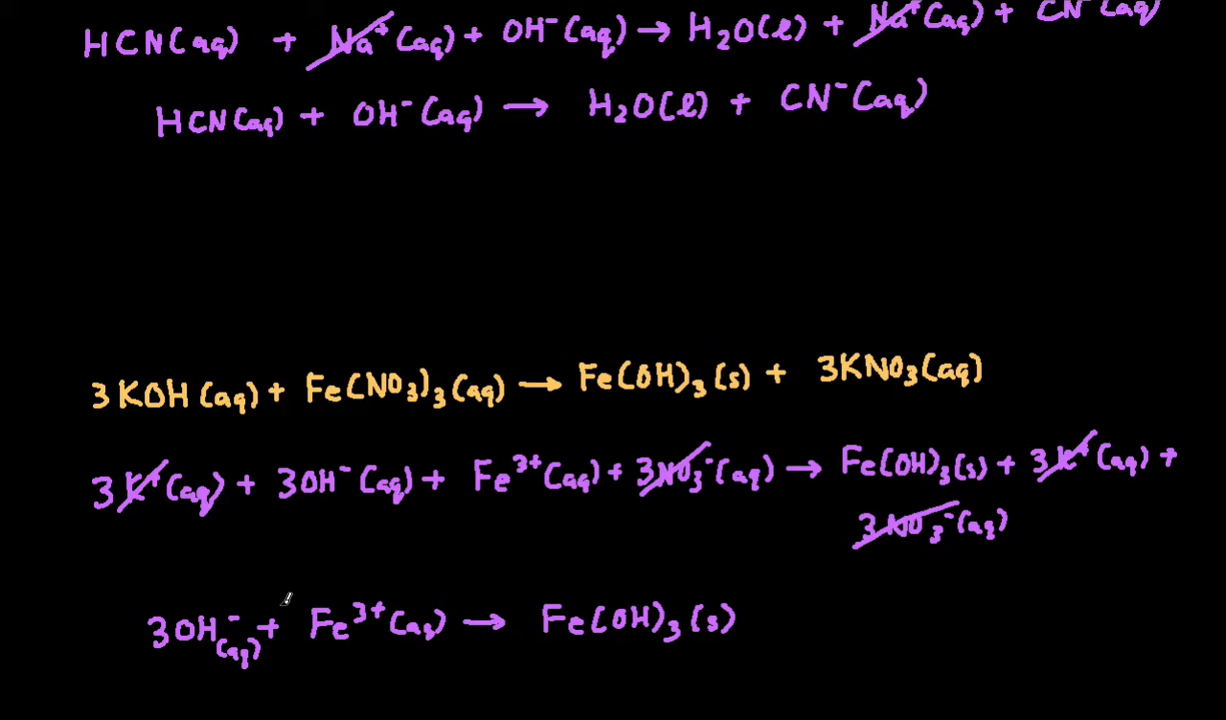 HCN(aq) + Na⁺(aq) + OH⁻(aq) → H₂O(l) + Na⁺(aq) + CN⁻(aq)
HCN(aq) + OH⁻(aq) → H₂O(l) + CN⁻(aq)
3KOH(aq) + Fe(NO₃)₃(aq) → Fe(OH)₃(s) + 3KNO₃(aq)
3K⁺(aq) + 3OH⁻(aq) + Fe³⁺(aq) + 3NO₃⁻(aq) → Fe(OH)₃(s) + 3K⁺(aq) +
3NO₃⁻(aq)
3OH⁻(aq) + Fe³⁺(aq) → Fe(OH)₃(s)